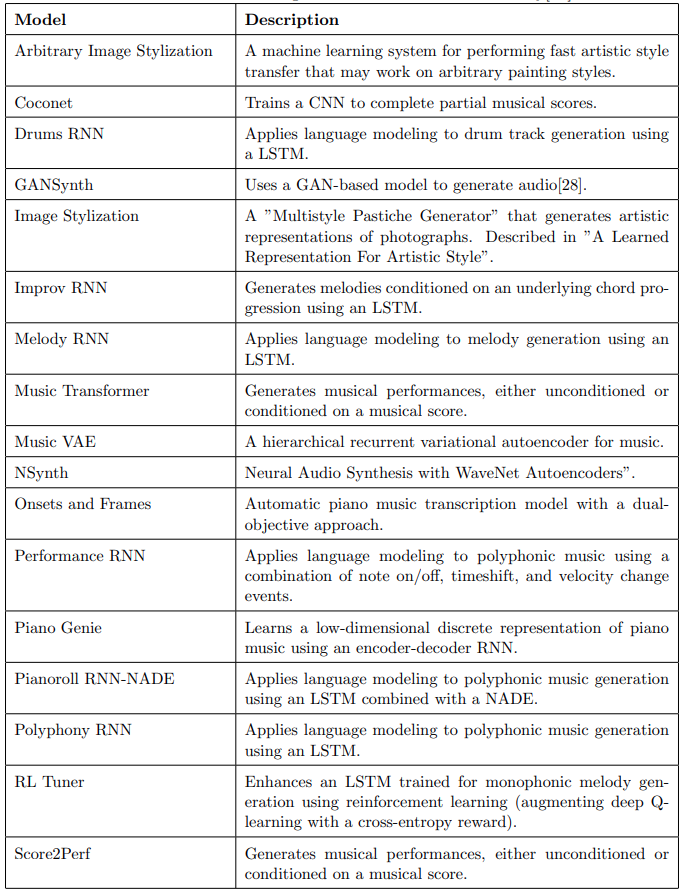 Model Description
Arbitrary Image Stylization A machine learning system for performing fast artistic style
transfer that may work on arbitrary painting styles.
Coconet Trains a CNN to complete partial musical scores.
Drums RNN Applies language modeling to drum track generation using
a LSTM.
GANSynth Uses a GAN-based model to generate audio[28].
Image Stylization A ”Multistyle Pastiche Generator” that generates artistic
representations of photographs. Described in ”A Learned
Representation For Artistic Style”.
Improv RNN Generates melodies conditioned on an underlying chord pro-
gression using an LSTM.
Melody RNN Applies language modeling to melody generation using an
LSTM.
Music Transformer Generates musical performances, either unconditioned or
conditioned on a musical score.
Music VAE A hierarchical recurrent variational autoencoder for music.
NSynth Neural Audio Synthesis with WaveNet Autoencoders”.
Onsets and Frames Automatic piano music transcription model with a dual-
objective approach.
Performance RNN Applies language modeling to polyphonic music using a
combination of note on/off, timeshift, and velocity change
events.
Piano Genie Learns a low-dimensional discrete representation of piano
music using an encoder-decoder RNN.
Pianoroll RNN-NADE Applies language modeling to polyphonic music generation
using an LSTM combined with a NADE.
Polyphony RNN Applies language modeling to polyphonic music generation
using an LSTM.
RL Tuner Enhances an LSTM trained for monophonic melody gen-
eration using reinforcement learning (augmenting deep Q-
learning with a cross-entropy reward).
Score2Perf Generates musical performances, either unconditioned or
conditioned on a musical score.